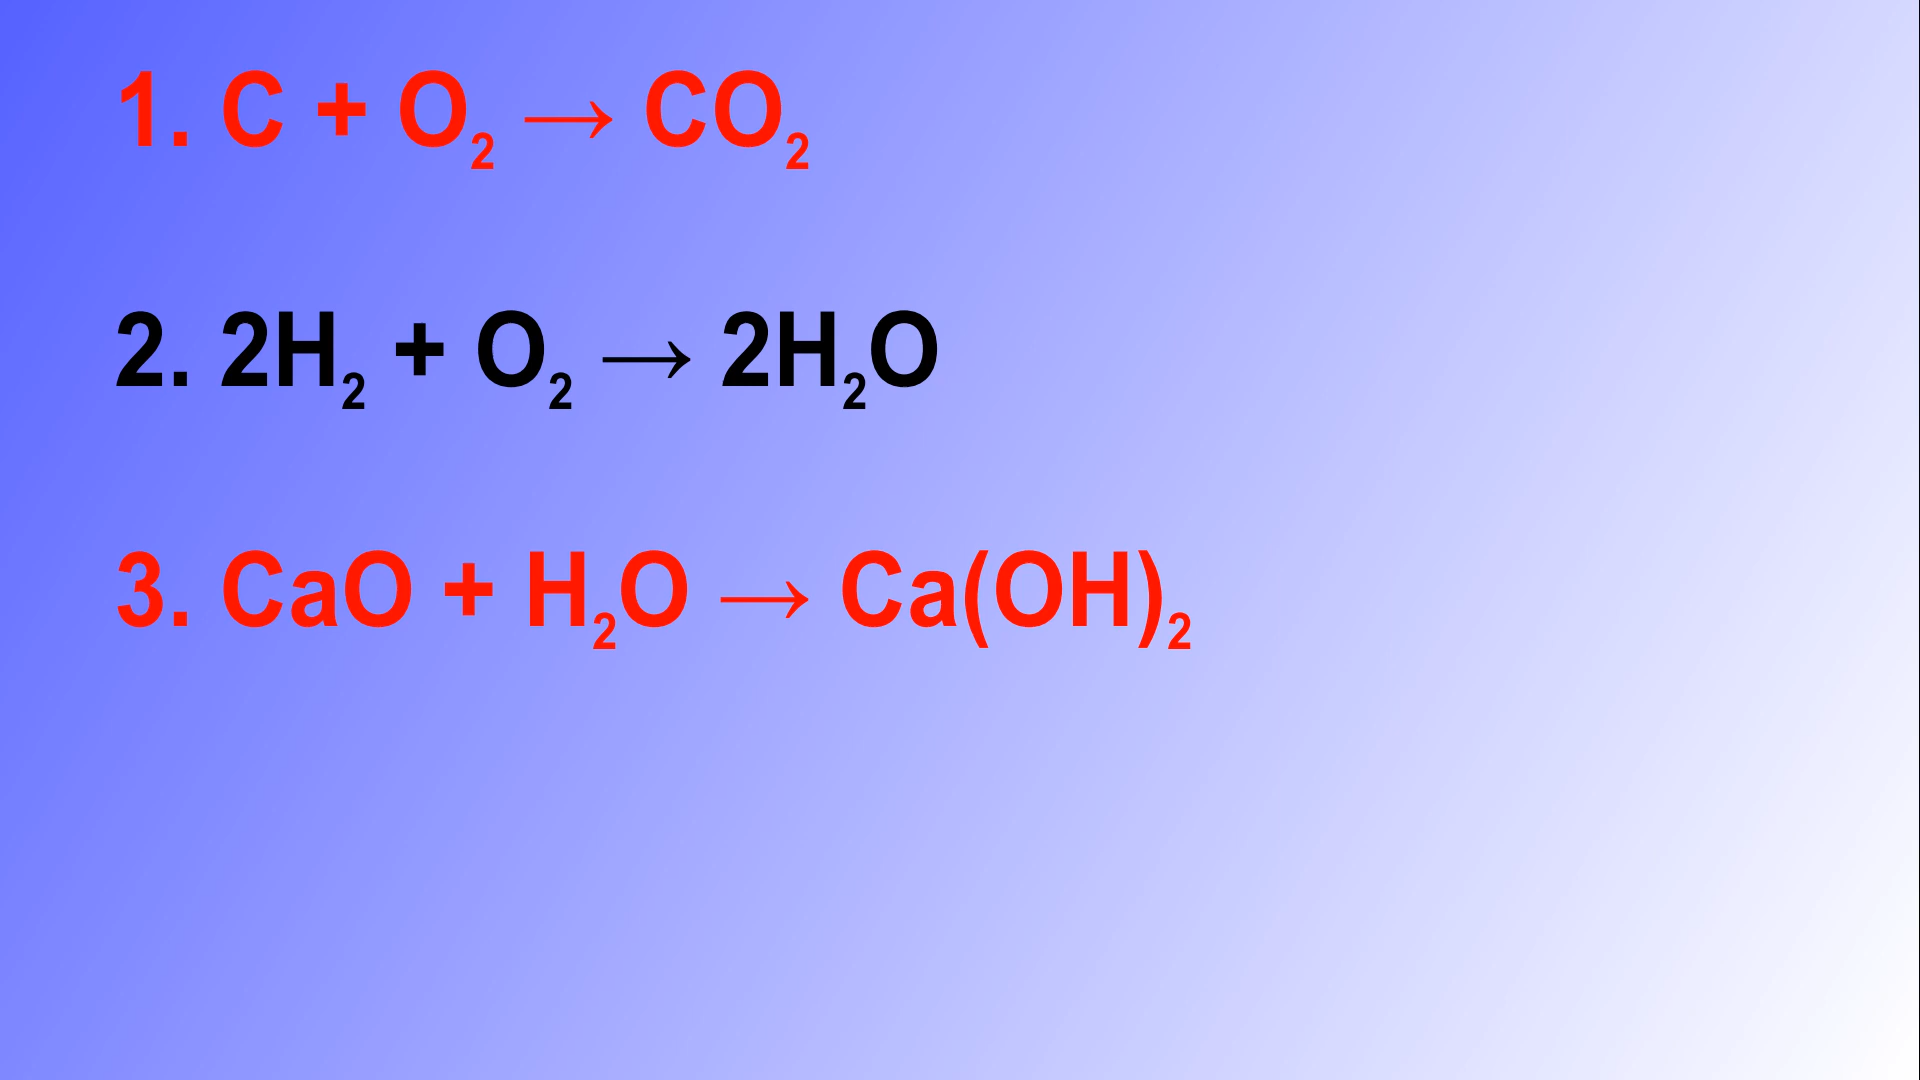 1. C + O₂ → CO₂
2. 2H₂ + O₂ → 2H₂O
3. CaO + H₂O → Ca(OH)₂